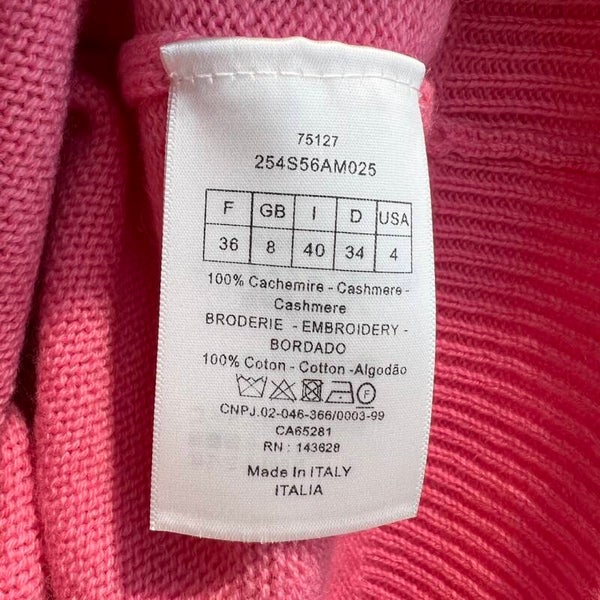 75127
254S56AM025
F GB I D USA
36 8 40 34 4
100% Cachemire - Cashmere -
Cashmere
BRODERIE - EMBROIDERY -
BORDADO
100% Coton - Cotton -Algodão
F
CNPJ.02-046-366/0003-99
CA65281
RN : 143628
Made In ITALY
ITALIA